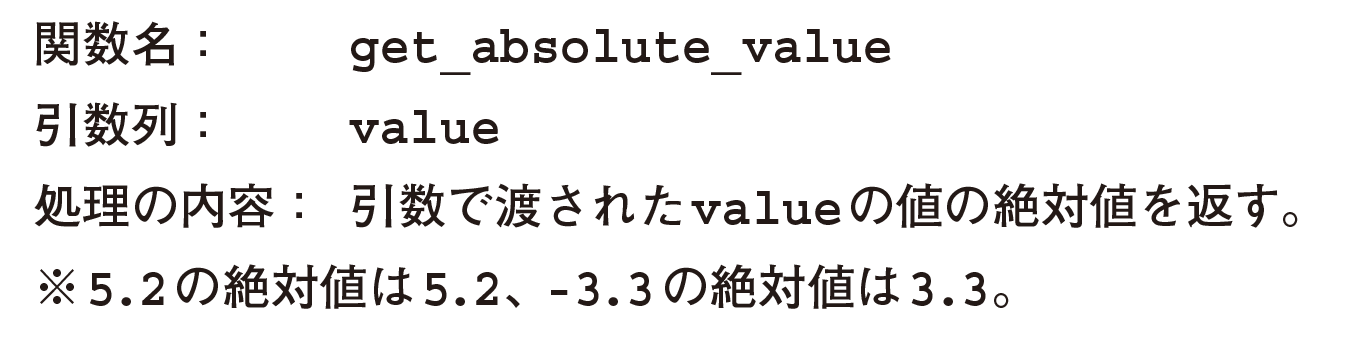 関数名： get_absolute_value
引数列： value
処理の内容： 引数で渡されたvalueの値の絶対値を返す。
※5.2の絶対値は5.2、-3.3の絶対値は3.3。